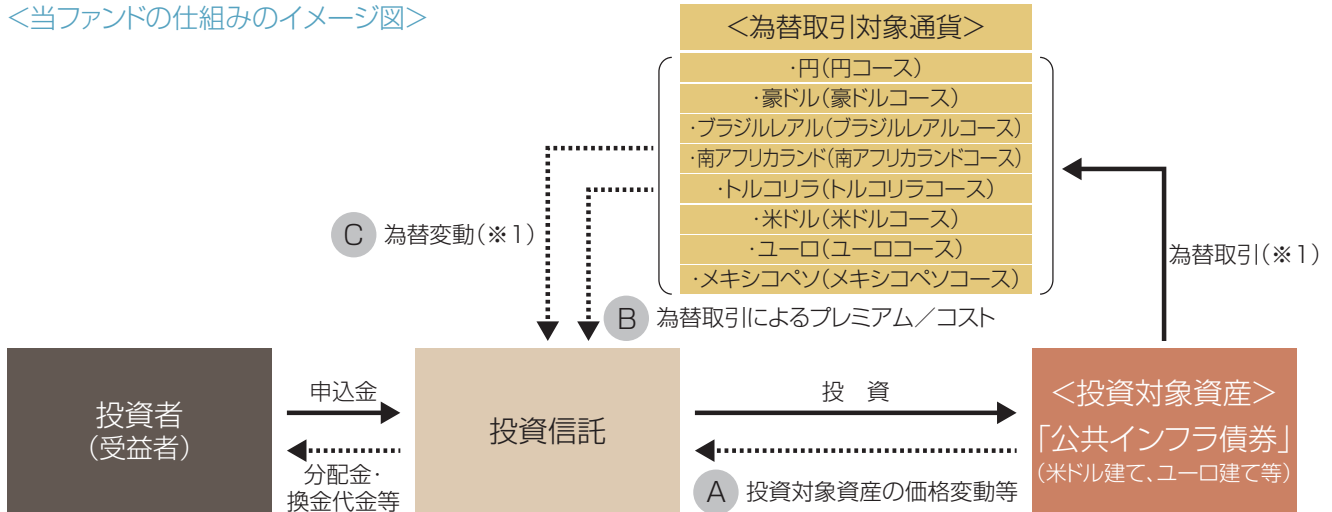 <当ファンドの仕組みのイメージ図>
<為替取引対象通貨>
・円(円コース)
・豪ドル(豪ドルコース)
・ブラジルレアル(ブラジルレアルコース)
・南アフリカランド(南アフリカランドコース)
・トルコリラ(トルコリラコース)
・米ドル(米ドルコース)
・ユーロ(ユーロコース)
・メキシコペソ(メキシコペソコース)
C 為替変動(※1)
為替取引(※1)
B 為替取引によるプレミアム/コスト
投資者
(受益者)
申込金
分配金・
換金代金等
投資信託
投 資
A 投資対象資産の価格変動等
<投資対象資産>
「公共インフラ債券」
(米ドル建て、ユーロ建て等)